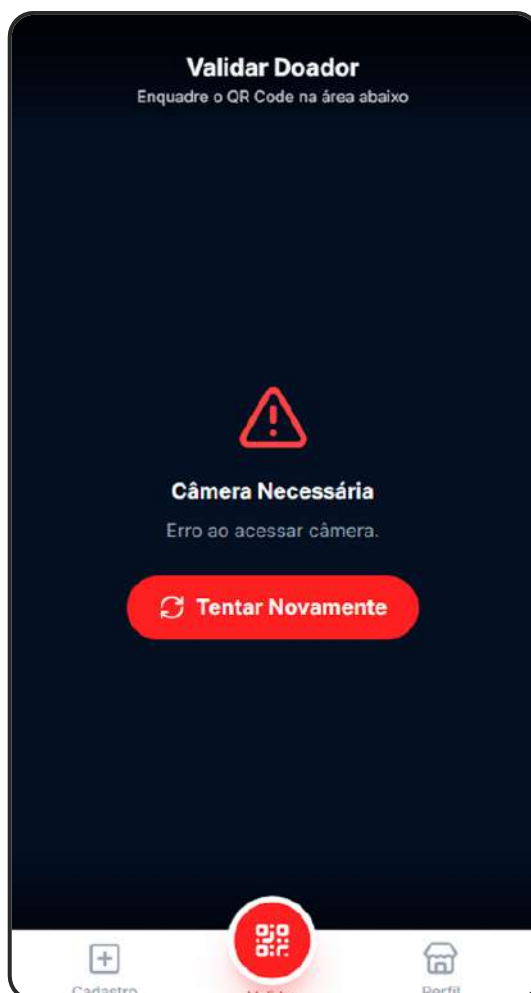 Validar Doador
Enquadre o QR Code na área abaixo
Câmera Necessária
Erro ao acessar câmera.
Tentar Novamente
Cadastro
Perfil